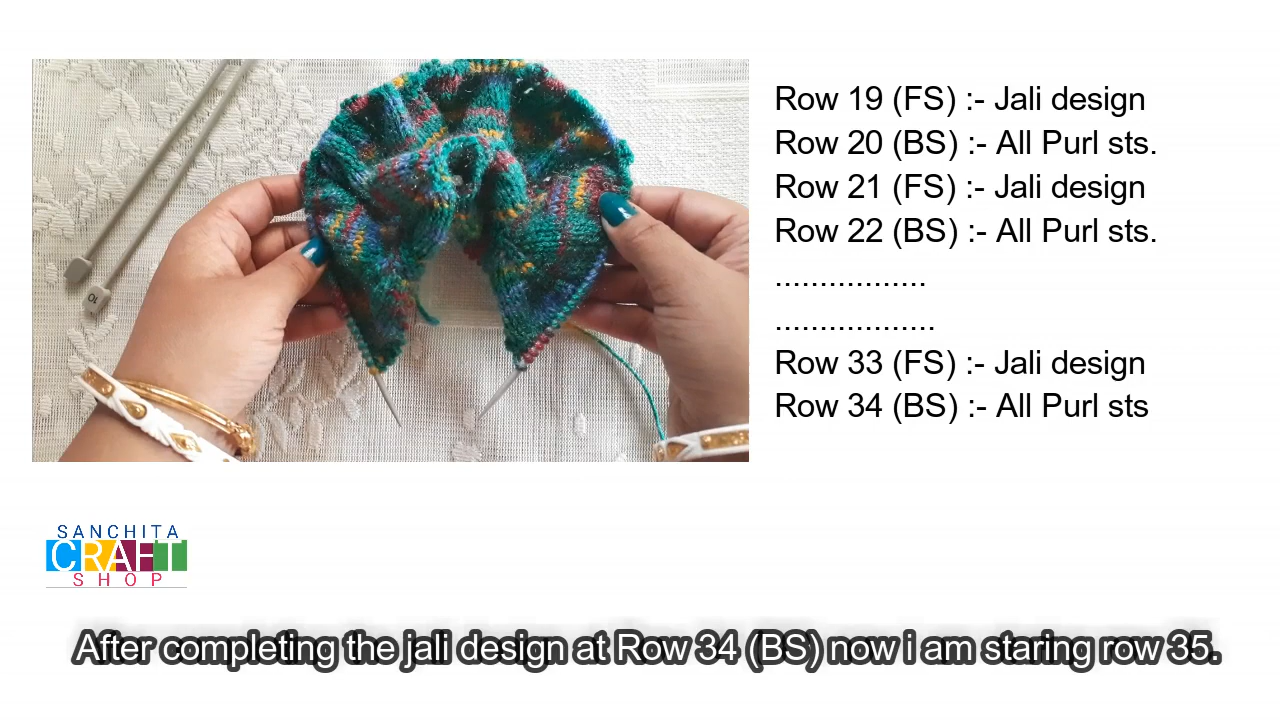 Row 19 (FS) :- Jali design
Row 20 (BS) :- All Purl sts.
Row 21 (FS) :- Jali design
Row 22 (BS) :- All Purl sts.
.................
..................
Row 33 (FS) :- Jali design
Row 34 (BS) :- All Purl sts
10
SANCHITA
CRAFT
SHOP
After completing the jali design at Row 34 (BS) now i am staring row 35.